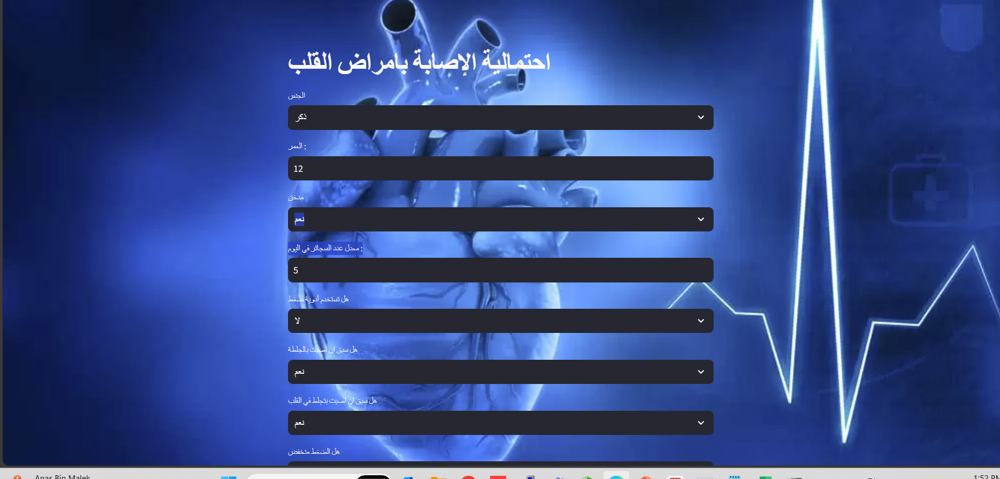 احتمالية الإصابة بامراض القلب
الجنس
ذكر
العمر :
12
مدخن
نعم
معدل عدد السجائر في اليوم :
5
هل تستخدم أدوية ضغط
لا
هل سبق ان اصبت بالجلطة
نعم
هل سبق ان اصبت بتجلط في القلب
نعم
هل الضغط منخفض
Anas Bin Malek
1:52 PM